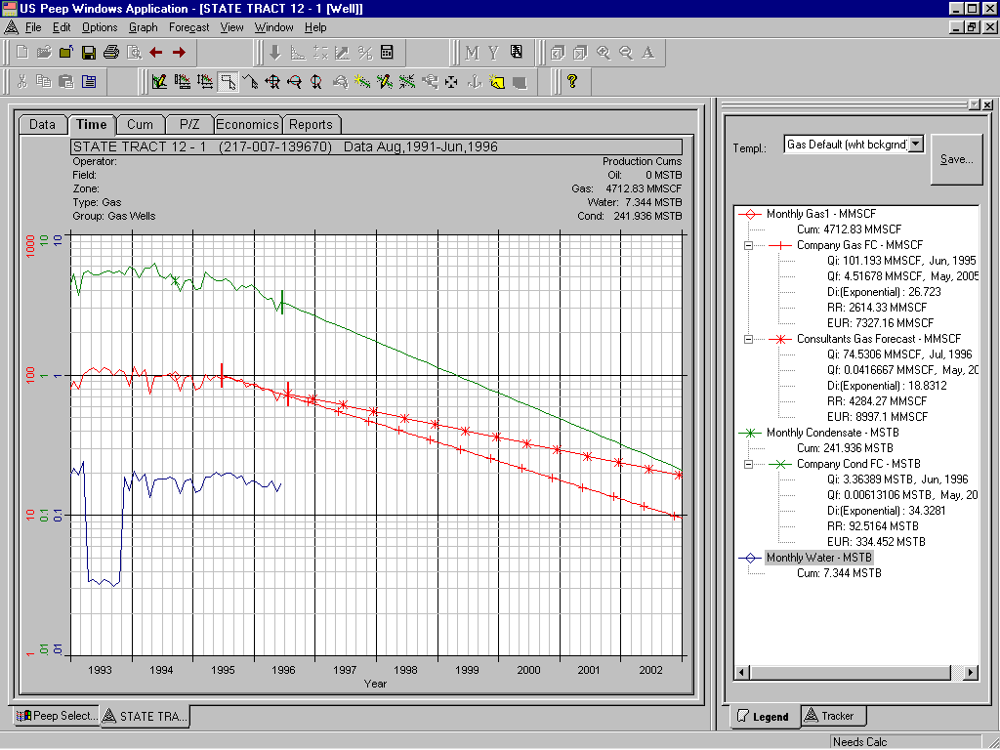 US Peep Windows Application - [STATE TRACT 12 - 1 [Well]]
File Edit Options Graph Forecast View Window Help
M Y A
Data Time Cum P/Z Economics Reports
STATE TRACT 12 - 1 (217-007-139670) Data Aug,1991-Jun,1996
Operator: Production Cums
Field: Oil: 0 MSTB
Zone: Gas: 4712.83 MMSCF
Type: Gas Water: 7.344 MSTB
Group: Gas Wells Cond: 241.936 MSTB
1000 10 10
100 1 1
10 0.1 0.1
1 .01 .01
1993 1994 1995 1996 1997 1998 1999 2000 2001 2002
Year
Peep Select... STATE TRA...
Templ.: Gas Default (wht bckgrnd) Save...
Monthly Gas1 - MMSCF
Cum: 4712.83 MMSCF
Company Gas FC - MMSCF
Qi: 101.193 MMSCF, Jun, 1995
Qf: 4.51678 MMSCF, May, 2005
Di:(Exponential) : 26.723
RR: 2614.33 MMSCF
EUR: 7327.16 MMSCF
Consultants Gas Forecast - MMSCF
Qi: 74.5306 MMSCF, Jul, 1996
Qf: 0.0416667 MMSCF, May, 20
Di:(Exponential) : 18.8312
RR: 4284.27 MMSCF
EUR: 8997.1 MMSCF
Monthly Condensate - MSTB
Cum: 241.936 MSTB
Company Cond FC - MSTB
Qi: 3.36389 MSTB, Jun, 1996
Qf: 0.00613106 MSTB, May, 20
Di:(Exponential) : 34.3281
RR: 92.5164 MSTB
EUR: 334.452 MSTB
Monthly Water - MSTB
Cum: 7.344 MSTB
Legend Tracker
Needs Calc